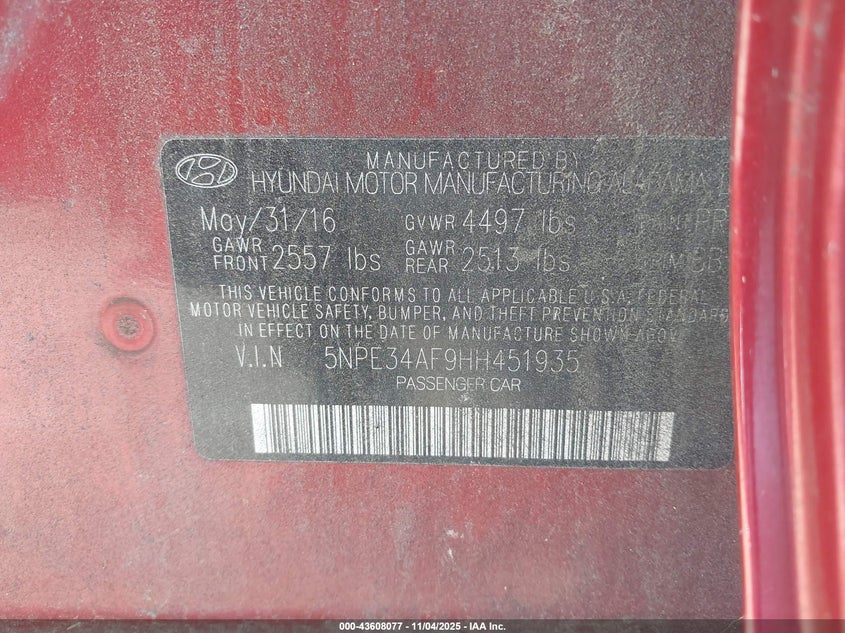 MANUFACTURED BY
HYUNDAI MOTOR MANUFACTURING ALABAMA,
May/31/16 GVWR 4497 lbs
GAWR FRONT 2557 lbs GAWR REAR 2513 lbs
THIS VEHICLE CONFORMS TO ALL APPLICABLE U.S.A. FEDERAL
MOTOR VEHICLE SAFETY, BUMPER, AND THEFT PREVENTION STANDARDS
IN EFFECT ON THE DATE OF MANUFACTURE SHOWN ABOVE
V.I.N 5NPE34AF9HH451935
PASSENGER CAR
000-43608077 - 11/04/2025 - IAA Inc.